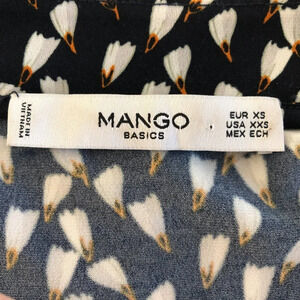 MADE IN
VIETNAM
MANGO
BASICS
EUR XS
USA XXS
MEX ECH